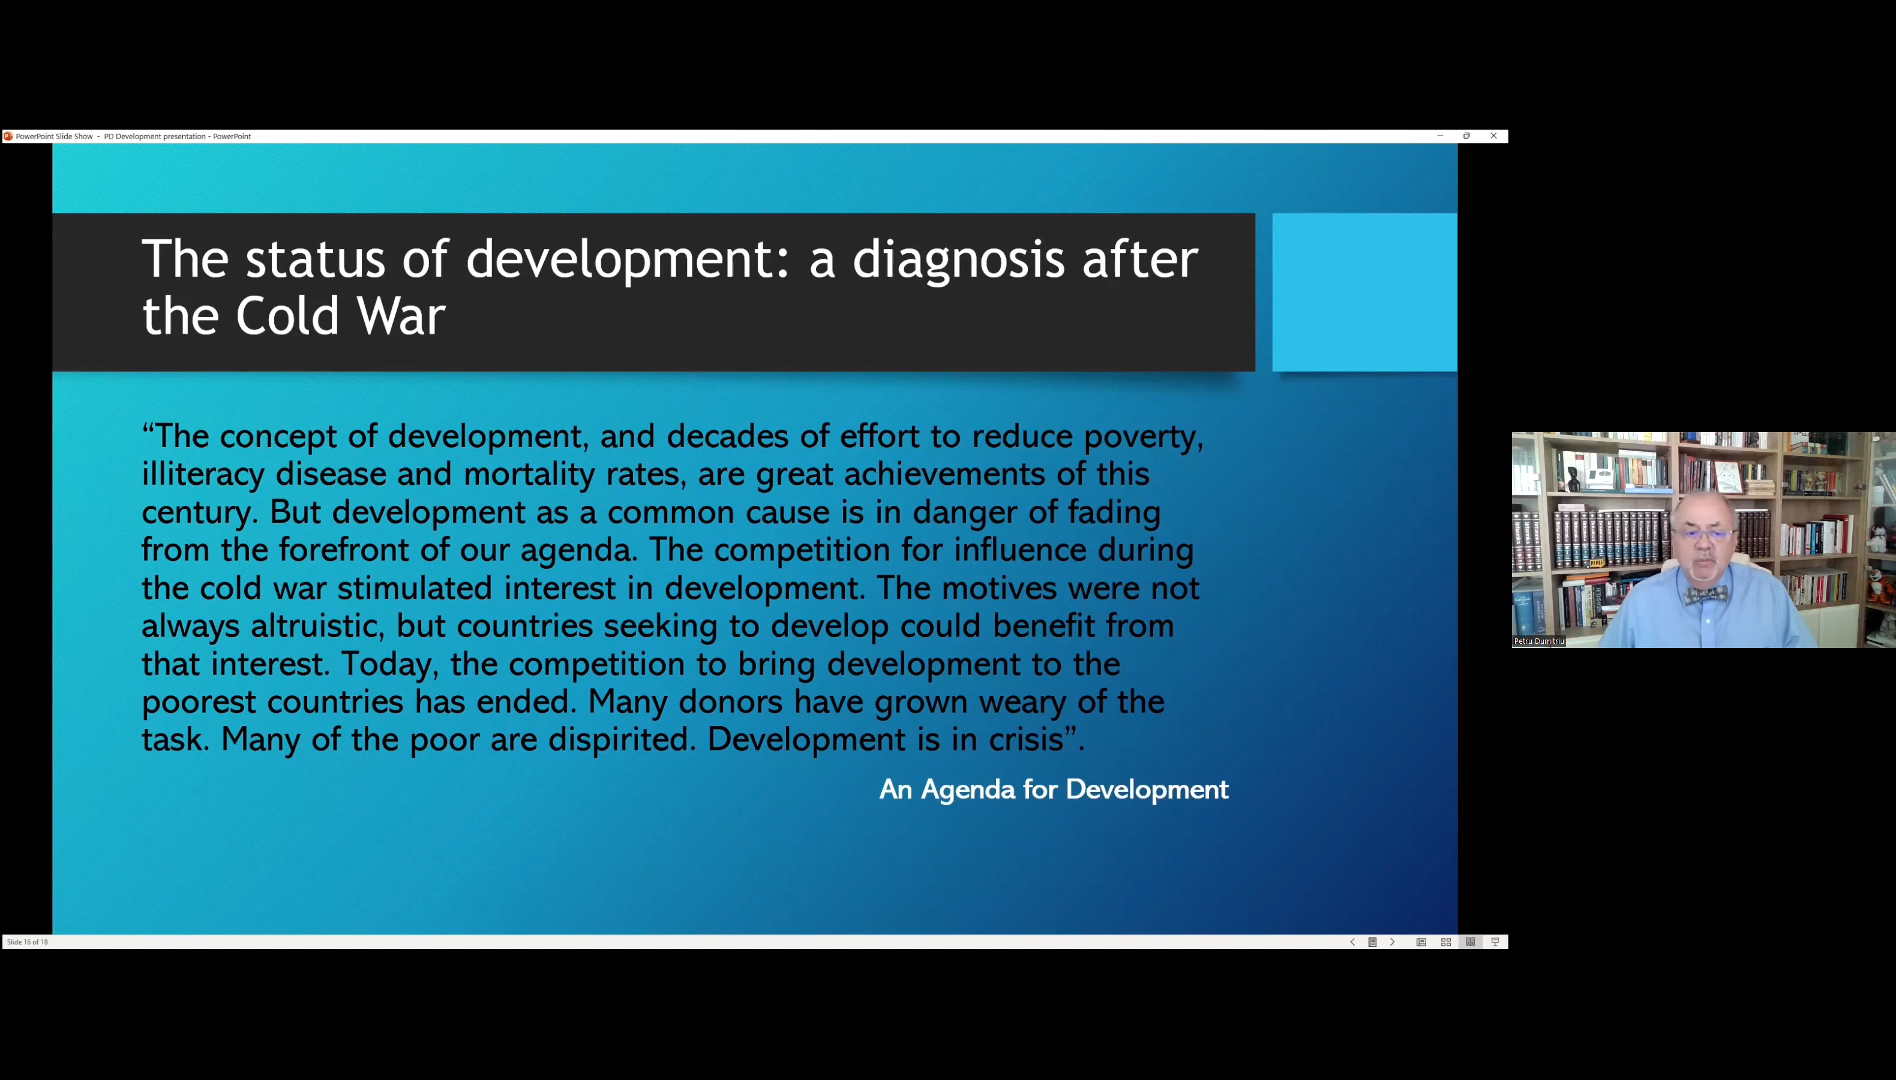 PowerPoint Slide Show - PD Development presentation - PowerPoint
The status of development: a diagnosis after
the Cold War
“The concept of development, and decades of effort to reduce poverty,
illiteracy disease and mortality rates, are great achievements of this
century. But development as a common cause is in danger of fading
from the forefront of our agenda. The competition for influence during
the cold war stimulated interest in development. The motives were not
always altruistic, but countries seeking to develop could benefit from
that interest. Today, the competition to bring development to the
poorest countries has ended. Many donors have grown weary of the
task. Many of the poor are dispirited. Development is in crisis”.
An Agenda for Development
Petru Dumitriu
Slide 16 of 18